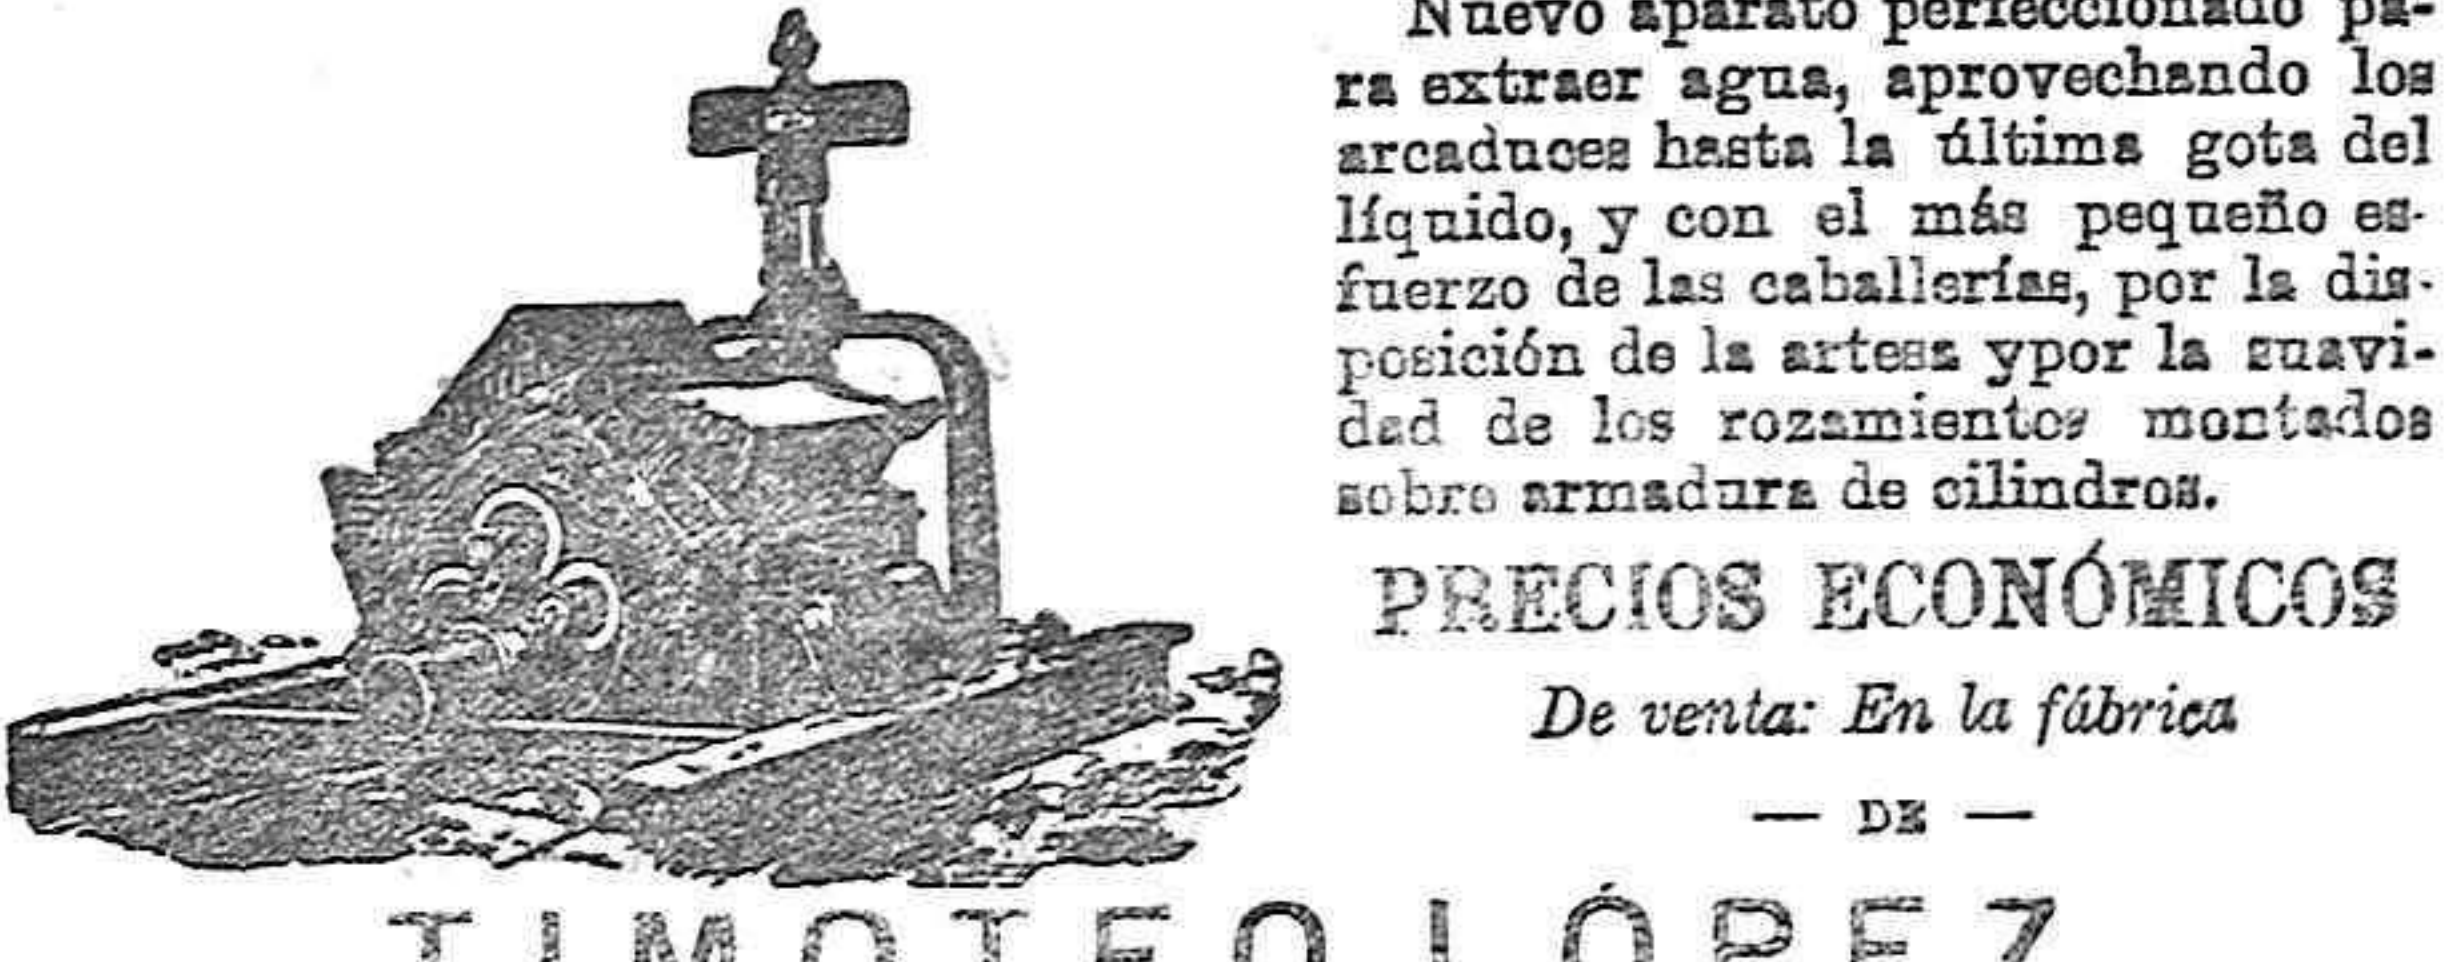 Nuevo aparato perfeccionado pa-
ra extraer agua, aprovechando los
arcaduces hasta la última gota del
líquido, y con el más pequeño es-
fuerzo de las caballerías, por la dis-
posición de la artesa ypor la suavi-
dad de los rozamientos montados
sobre armadura de cilindros.
PRECIOS ECONÓMICOS
De venta: En la fábrica
— DE —
TIMOTEO LÓPEZ